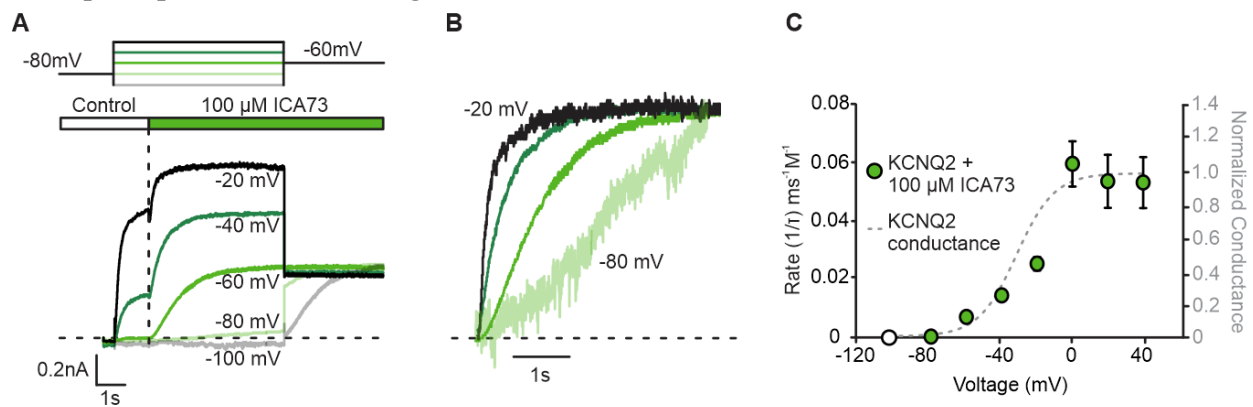 A
-80mV
-60mV
Control
100 µM ICA73
-20 mV
-40 mV
-60 mV
-80 mV
-100 mV
0.2nA
1s
B
-20 mV
-80 mV
1s
C
Rate (1/τ) ms⁻¹M⁻¹
0.08
0.06
0.04
0.02
0
-120
-80
-40
0
40
Voltage (mV)
KCNQ2 +
100 µM ICA73
KCNQ2
conductance
1.4
1.2
1.0
0.8
0.6
0.4
0.2
0
Normalized Conductance